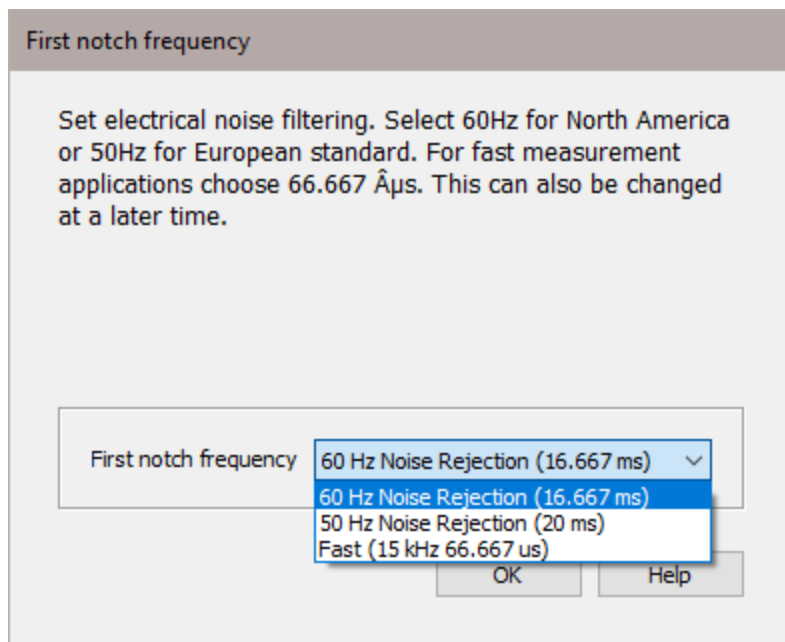 First notch frequency
Set electrical noise filtering. Select 60Hz for North America
or 50Hz for European standard. For fast measurement
applications choose 66.667 Âµs. This can also be changed
at a later time.
First notch frequency 60 Hz Noise Rejection (16.667 ms)
60 Hz Noise Rejection (16.667 ms)
50 Hz Noise Rejection (20 ms)
Fast (15 kHz 66.667 us)
OK Help